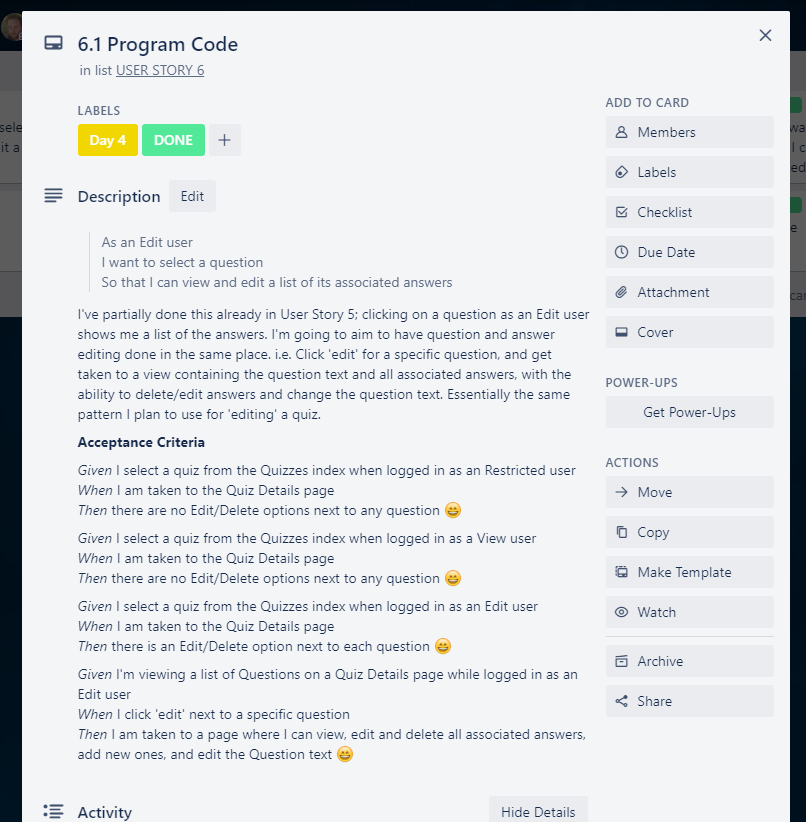 6.1 Program Code
in list USER STORY 6
LABELS
Day 4 DONE +
Description Edit
As an Edit user
I want to select a question
So that I can view and edit a list of its associated answers
I've partially done this already in User Story 5; clicking on a question as an Edit user
shows me a list of the answers. I'm going to aim to have question and answer
editing done in the same place. i.e. Click 'edit' for a specific question, and get
taken to a view containing the question text and all associated answers, with the
ability to delete/edit answers and change the question text. Essentially the same
pattern I plan to use for 'editing' a quiz.
Acceptance Criteria
Given I select a quiz from the Quizzes index when logged in as an Restricted user
When I am taken to the Quiz Details page
Then there are no Edit/Delete options next to any question 😄
Given I select a quiz from the Quizzes index when logged in as a View user
When I am taken to the Quiz Details page
Then there are no Edit/Delete options next to any question 😄
Given I select a quiz from the Quizzes index when logged in as an Edit user
When I am taken to the Quiz Details page
Then there is an Edit/Delete option next to each question 😄
Given I'm viewing a list of Questions on a Quiz Details page while logged in as an
Edit user
When I click 'edit' next to a specific question
Then I am taken to a page where I can view, edit and delete all associated answers,
add new ones, and edit the Question text 😄
Activity Hide Details
ADD TO CARD
Members
Labels
Checklist
Due Date
Attachment
Cover
POWER-UPS
Get Power-Ups
ACTIONS
Move
Copy
Make Template
Watch
Archive
Share